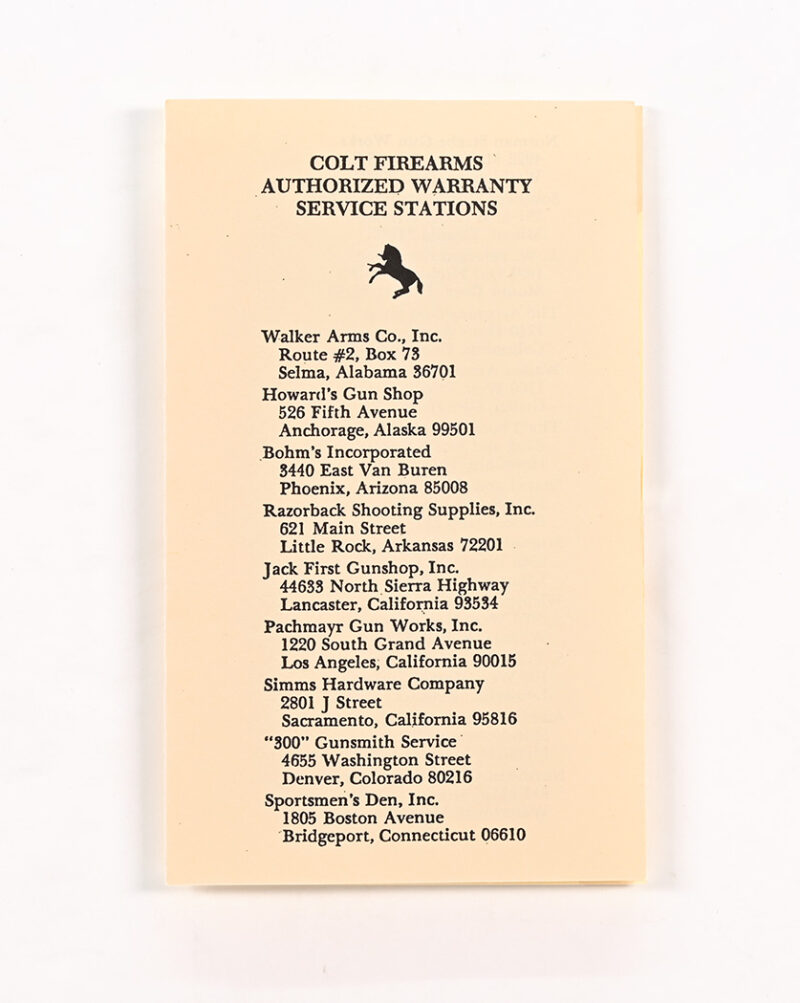 COLT FIREARMS
AUTHORIZED WARRANTY
SERVICE STATIONS
Walker Arms Co., Inc.
Route #2, Box 73
Selma, Alabama 36701
Howard's Gun Shop
526 Fifth Avenue
Anchorage, Alaska 99501
Bohm's Incorporated
3440 East Van Buren
Phoenix, Arizona 85008
Razorback Shooting Supplies, Inc.
621 Main Street
Little Rock, Arkansas 72201
Jack First Gunshop, Inc.
44633 North Sierra Highway
Lancaster, California 93534
Pachmayr Gun Works, Inc.
1220 South Grand Avenue
Los Angeles, California 90015
Simms Hardware Company
2801 J Street
Sacramento, California 95816
“300” Gunsmith Service
4655 Washington Street
Denver, Colorado 80216
Sportsmen's Den, Inc.
1805 Boston Avenue
Bridgeport, Connecticut 06610